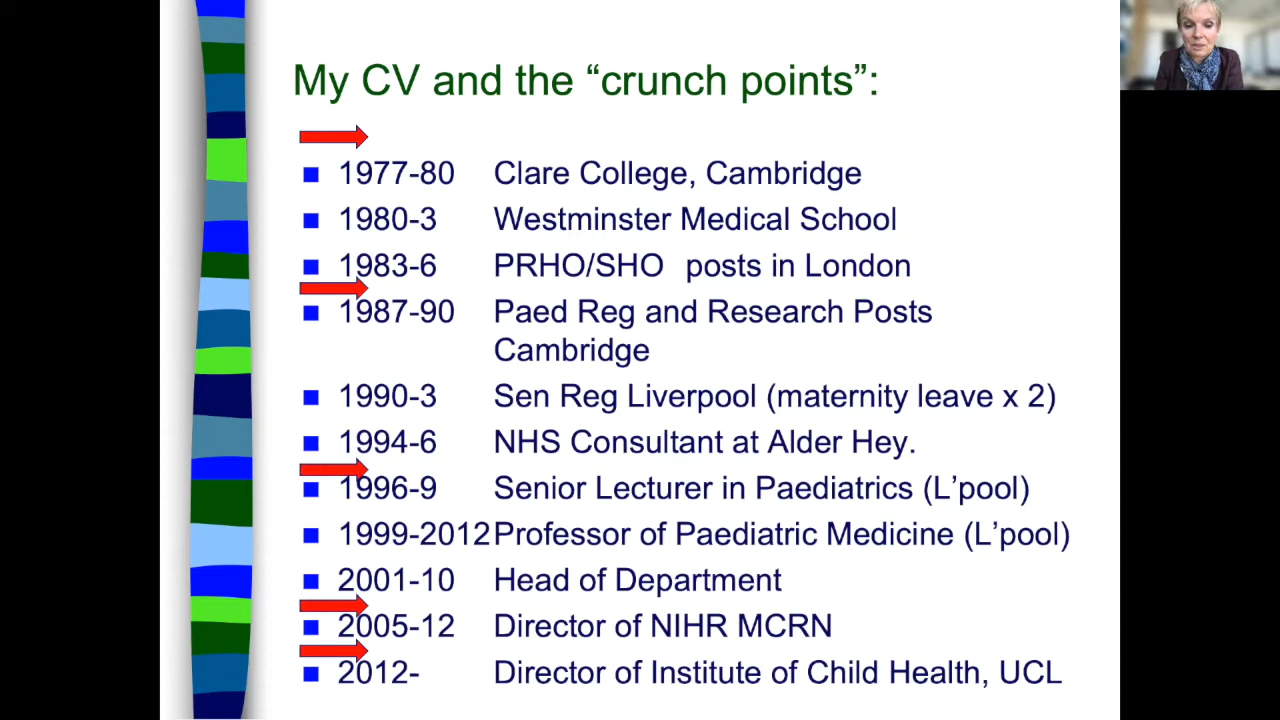 My CV and the “crunch points”:
1977-80 Clare College, Cambridge
1980-3 Westminster Medical School
1983-6 PRHO/SHO posts in London
1987-90 Paed Reg and Research Posts
Cambridge
1990-3 Sen Reg Liverpool (maternity leave x 2)
1994-6 NHS Consultant at Alder Hey.
1996-9 Senior Lecturer in Paediatrics (L’pool)
1999-2012 Professor of Paediatric Medicine (L’pool)
2001-10 Head of Department
2005-12 Director of NIHR MCRN
2012- Director of Institute of Child Health, UCL